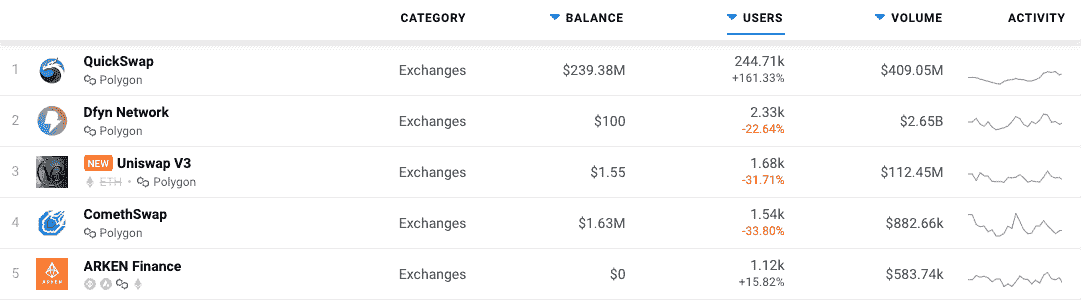 CATEGORY BALANCE USERS VOLUME ACTIVITY
1 QuickSwap Exchanges $239.38M 244.71k $409.05M
Polygon +161.33%
2 Dfyn Network Exchanges $100 2.33k $2.65B
Polygon -22.64%
3 NEW Uniswap V3 Exchanges $1.55 1.68k $112.45M
ETH • Polygon -31.71%
4 ComethSwap Exchanges $1.63M 1.54k $882.66k
Polygon -33.80%
5 ARKEN Finance Exchanges $0 1.12k $583.74k
ARKEN +15.82%